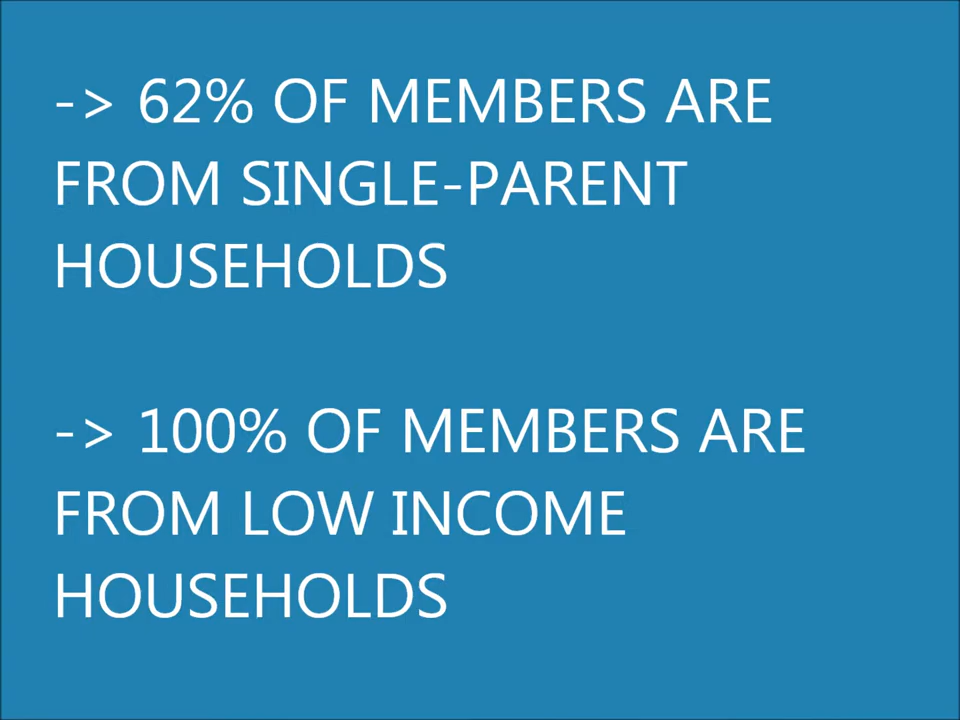 -> 62% OF MEMBERS ARE
FROM SINGLE-PARENT
HOUSEHOLDS
-> 100% OF MEMBERS ARE
FROM LOW INCOME
HOUSEHOLDS